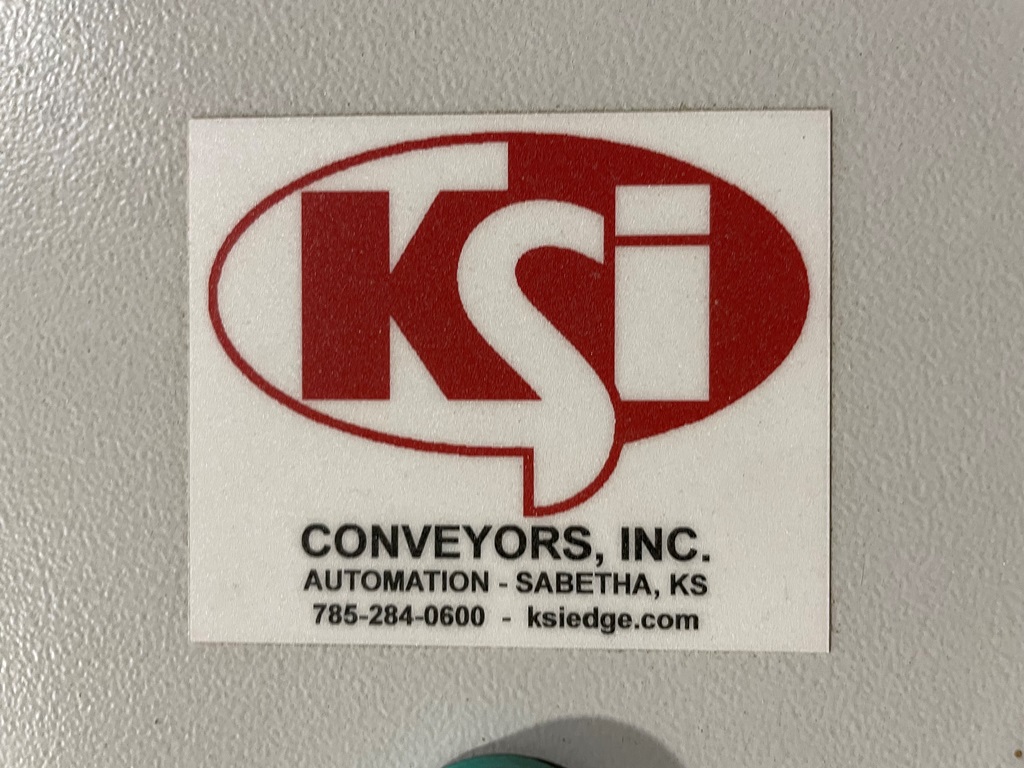 KSi
CONVEYORS, INC.
AUTOMATION - SABETHA, KS
785-284-0600 - ksiedge.com